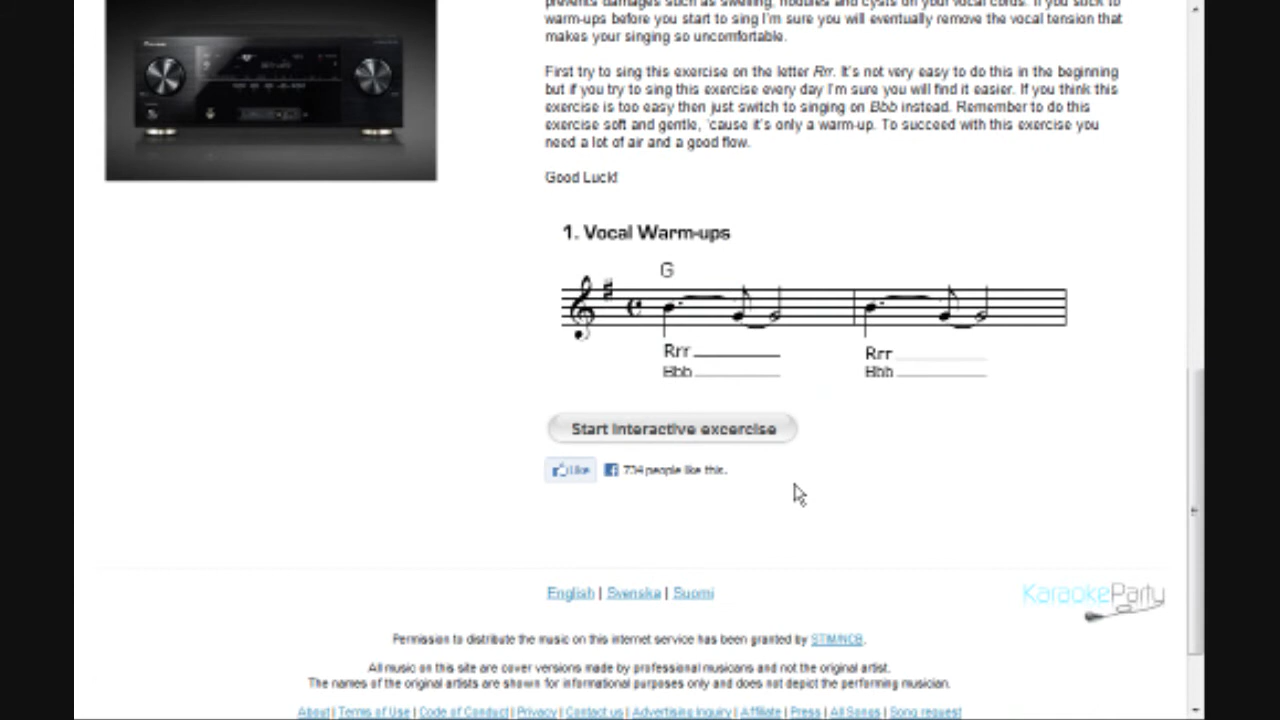 prevents damages such as swelling, nodules and cysts on your vocal cords. If you stick to
warm-ups before you start to sing I'm sure you will eventually remove the vocal tension that
makes your singing so uncomfortable.
First try to sing this exercise on the letter Rrr. It's not very easy to do this in the beginning
but if you try to sing this exercise every day I'm sure you will find it easier. If you think this
exercise is too easy then just switch to singing on Bbb instead. Remember to do this
exercise soft and gentle, 'cause it's only a warm-up. To succeed with this exercise you
need a lot of air and a good flow.
Good Luck!
1. Vocal Warm-ups
G
Rrr Rrr
Bbb Bbb
Start interactive excercise
Like 734 people like this.
English | Svenska | Suomi
KaraokeParty
Permission to distribute the music on this internet service has been granted by STIM/NCB.
All music on this site are cover versions made by professional musicians and not the original artist.
The names of the original artists are shown for informational purposes only and does not depict the performing musician.
About | Terms of Use | Code of Conduct | Privacy | Contact us | Advertising Inquiry | Affiliate | Press | All Songs | Song request